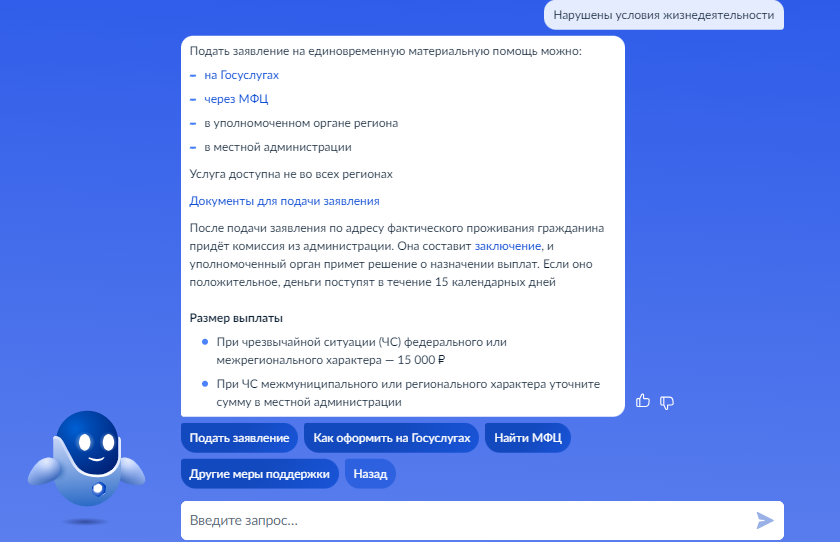 Нарушены условия жизнедеятельности
Подать заявление на единовременную материальную помощь можно:
– на Госуслугах
– через МФЦ
– в уполномоченном органе региона
– в местной администрации
Услуга доступна не во всех регионах
Документы для подачи заявления
После подачи заявления по адресу фактического проживания гражданина
придёт комиссия из администрации. Она составит заключение, и
уполномоченный орган примет решение о назначении выплат. Если оно
положительное, деньги поступят в течение 15 календарных дней
Размер выплаты
• При чрезвычайной ситуации (ЧС) федерального или
межрегионального характера — 15 000 ₽
• При ЧС межмуниципального или регионального характера уточните
сумму в местной администрации
Подать заявление Как оформить на Госуслугах Найти МФЦ
Другие меры поддержки Назад
Введите запрос...